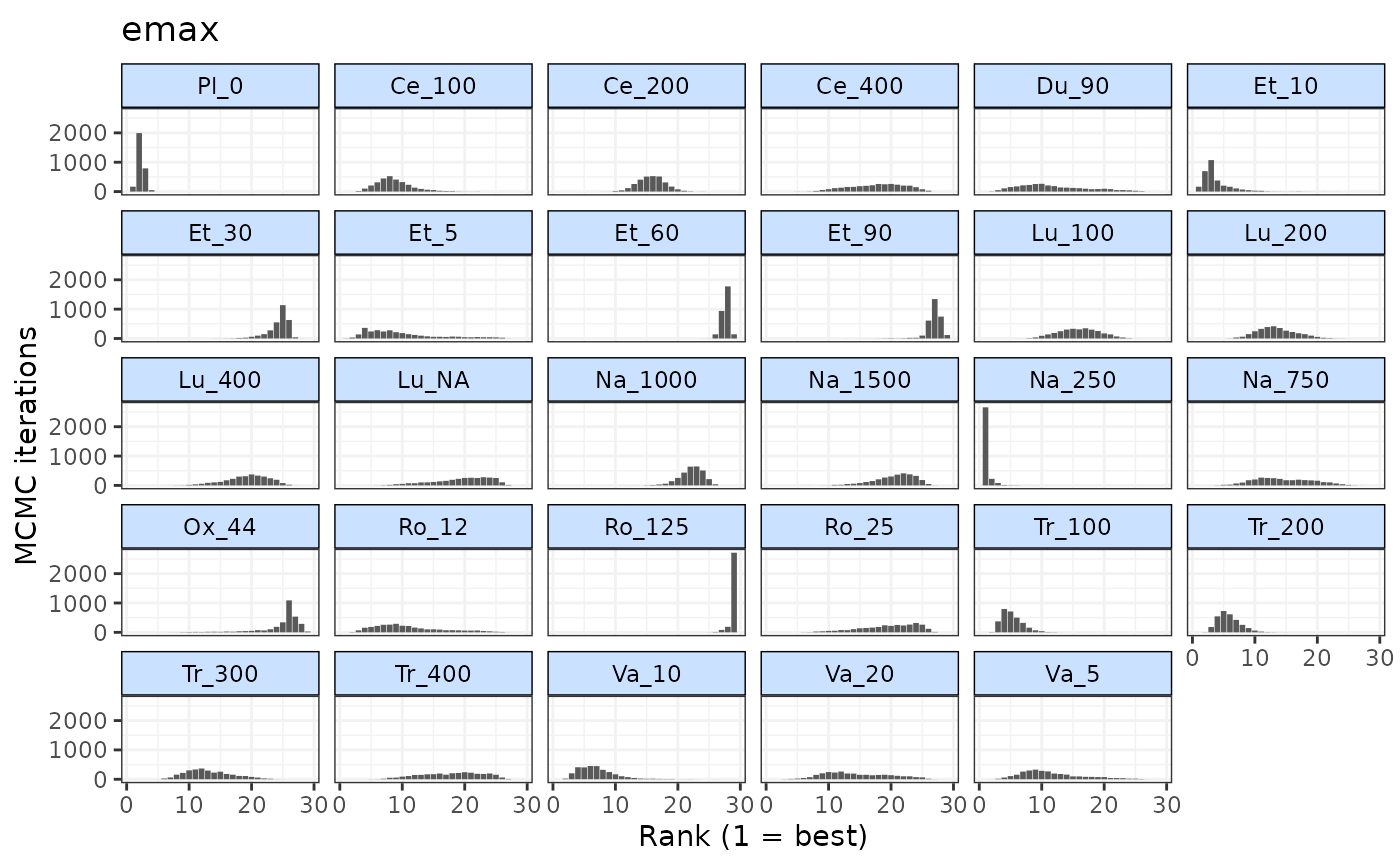 emax
Pl_0 Ce_100 Ce_200 Ce_400 Du_90 Et_10
2000
1000
0
Et_30 Et_5 Et_60 Et_90 Lu_100 Lu_200
2000
1000
0
Lu_400 Lu_NA Na_1000 Na_1500 Na_250 Na_750
2000
1000
0
Ox_44 Ro_12 Ro_125 Ro_25 Tr_100 Tr_200
2000
1000
0
0 10 20 30
Tr_300 Tr_400 Va_10 Va_20 Va_5
2000
1000
0
0 10 20 30 0 10 20 30 0 10 20 30 0 10 20 30 0 10 20 30
Rank (1 = best)
MCMC iterations